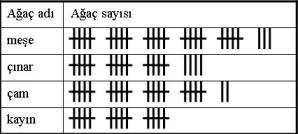 Ağaç adı Ağaç sayısı
meşe
çınar
çam
kayın